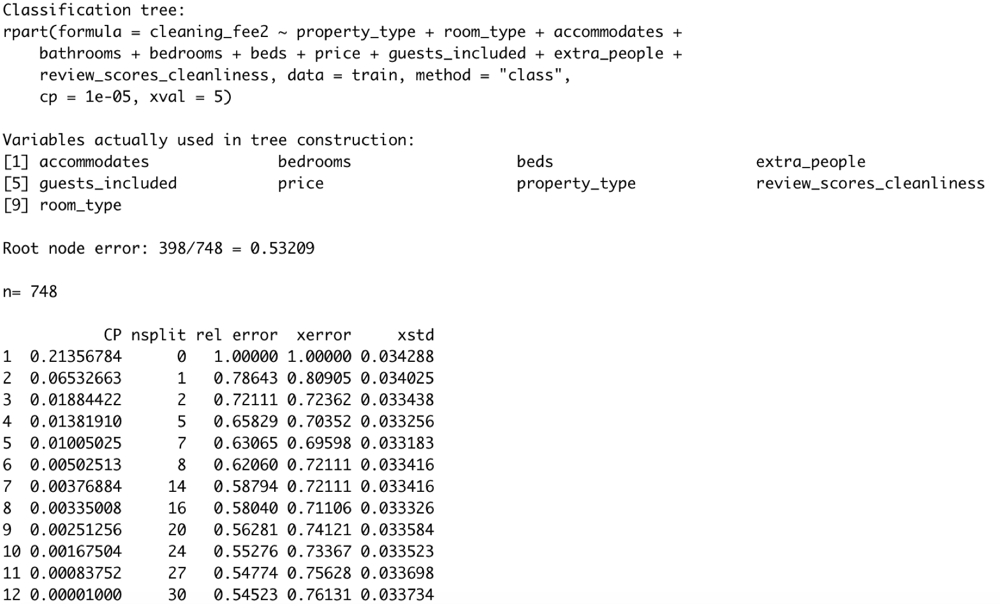 Classification tree:
rpart(formula = cleaning_fee2 ~ property_type + room_type + accommodates +
    bathrooms + bedrooms + beds + price + guests_included + extra_people +
    review_scores_cleanliness, data = train, method = "class",
    cp = 1e-05, xval = 5)

Variables actually used in tree construction:
[1] accommodates              bedrooms                  beds                      extra_people
[5] guests_included           price                     property_type             review_scores_cleanliness
[9] room_type

Root node error: 398/748 = 0.53209

n= 748

           CP nsplit rel error  xerror     xstd
1  0.21356784      0   1.00000 1.00000 0.034288
2  0.06532663      1   0.78643 0.80905 0.034025
3  0.01884422      2   0.72111 0.72362 0.033438
4  0.01381910      5   0.65829 0.70352 0.033256
5  0.01005025      7   0.63065 0.69598 0.033183
6  0.00502513      8   0.62060 0.72111 0.033416
7  0.00376884     14   0.58794 0.72111 0.033416
8  0.00335008     16   0.58040 0.71106 0.033326
9  0.00251256     20   0.56281 0.74121 0.033584
10 0.00167504     24   0.55276 0.73367 0.033523
11 0.00083752     27   0.54774 0.75628 0.033698
12 0.00001000     30   0.54523 0.76131 0.033734